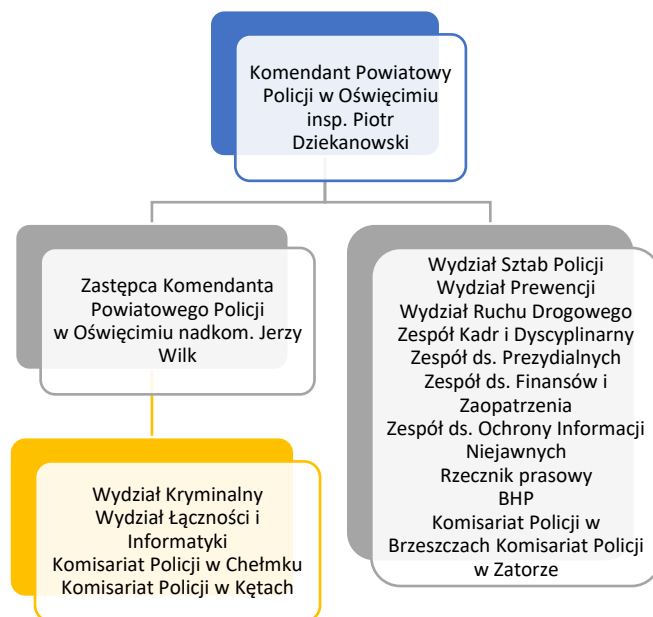 Komendant Powiatowy
Policji w Oświęcimiu
insp. Piotr
Dziekanowski
Zastępca Komendanta
Powiatowego Policji
w Oświęcimiu nadkom. Jerzy
Wilk
Wydział Kryminalny
Wydział Łączności i
Informatyki
Komisariat Policji w Chełmku
Komisariat Policji w Kętach
Wydział Sztab Policji
Wydział Prewencji
Wydział Ruchu Drogowego
Zespół Kadr i Dyscyplinarny
Zespół ds. Prezydialnych
Zespół ds. Finansów i
Zaopatrzenia
Zespół ds. Ochrony Informacji
Niejawnych
Rzecznik prasowy
BHP
Komisariat Policji w
Brzeszczach Komisariat Policji
w Zatorze